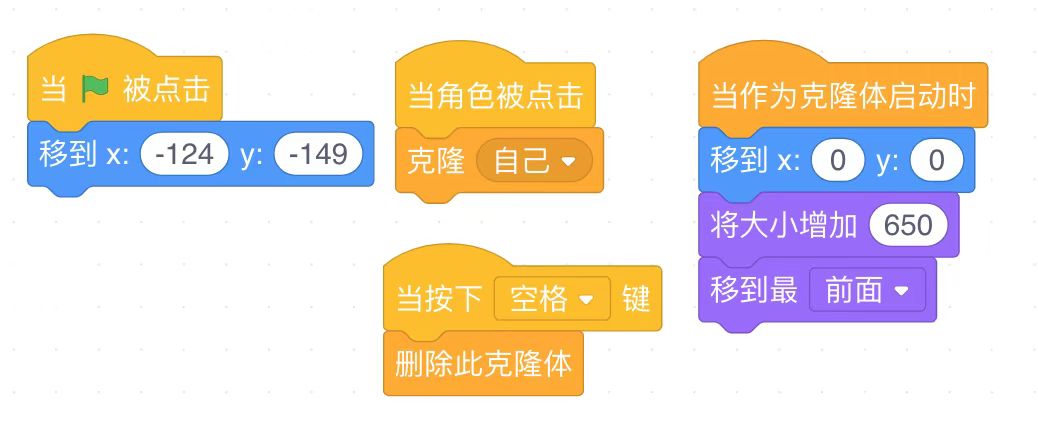 当 被点击
移到 x: -124 y: -149
当角色被点击
克隆 自己
当按下 空格 键
删除此克隆体
当作为克隆体启动时
移到 x: 0 y: 0
将大小增加 650
移到最 前面